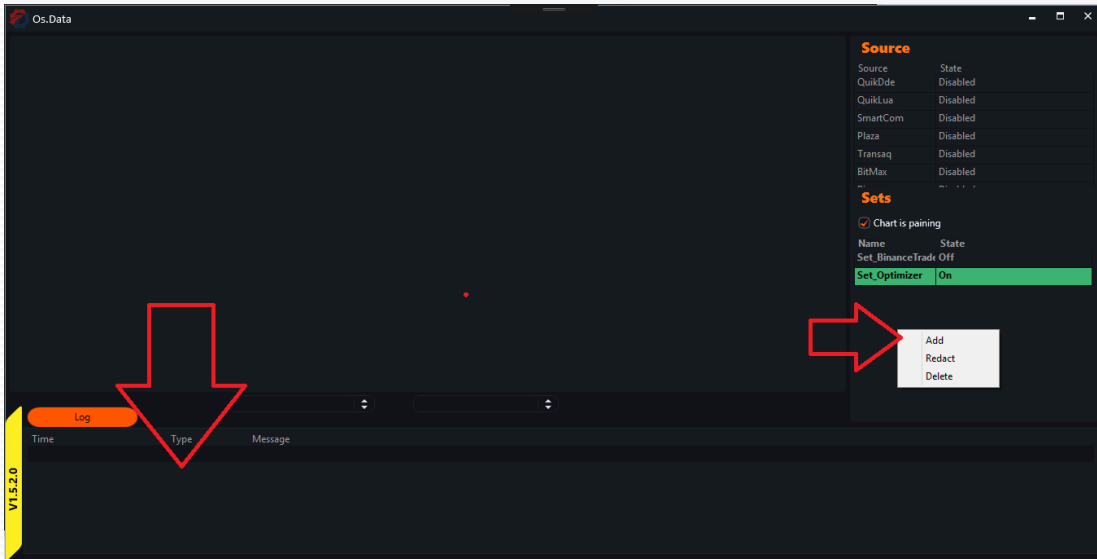 Os.Data
Source
Source State
QuikDde Disabled
QuikLua Disabled
SmartCom Disabled
Plaza Disabled
Transaq Disabled
BitMax Disabled
Sets
Chart is paining
Name State
Set_BinanceTrade Off
Set_Optimizer On
Add
Redact
Delete
Log
Time Type Message
V1.5.2.0